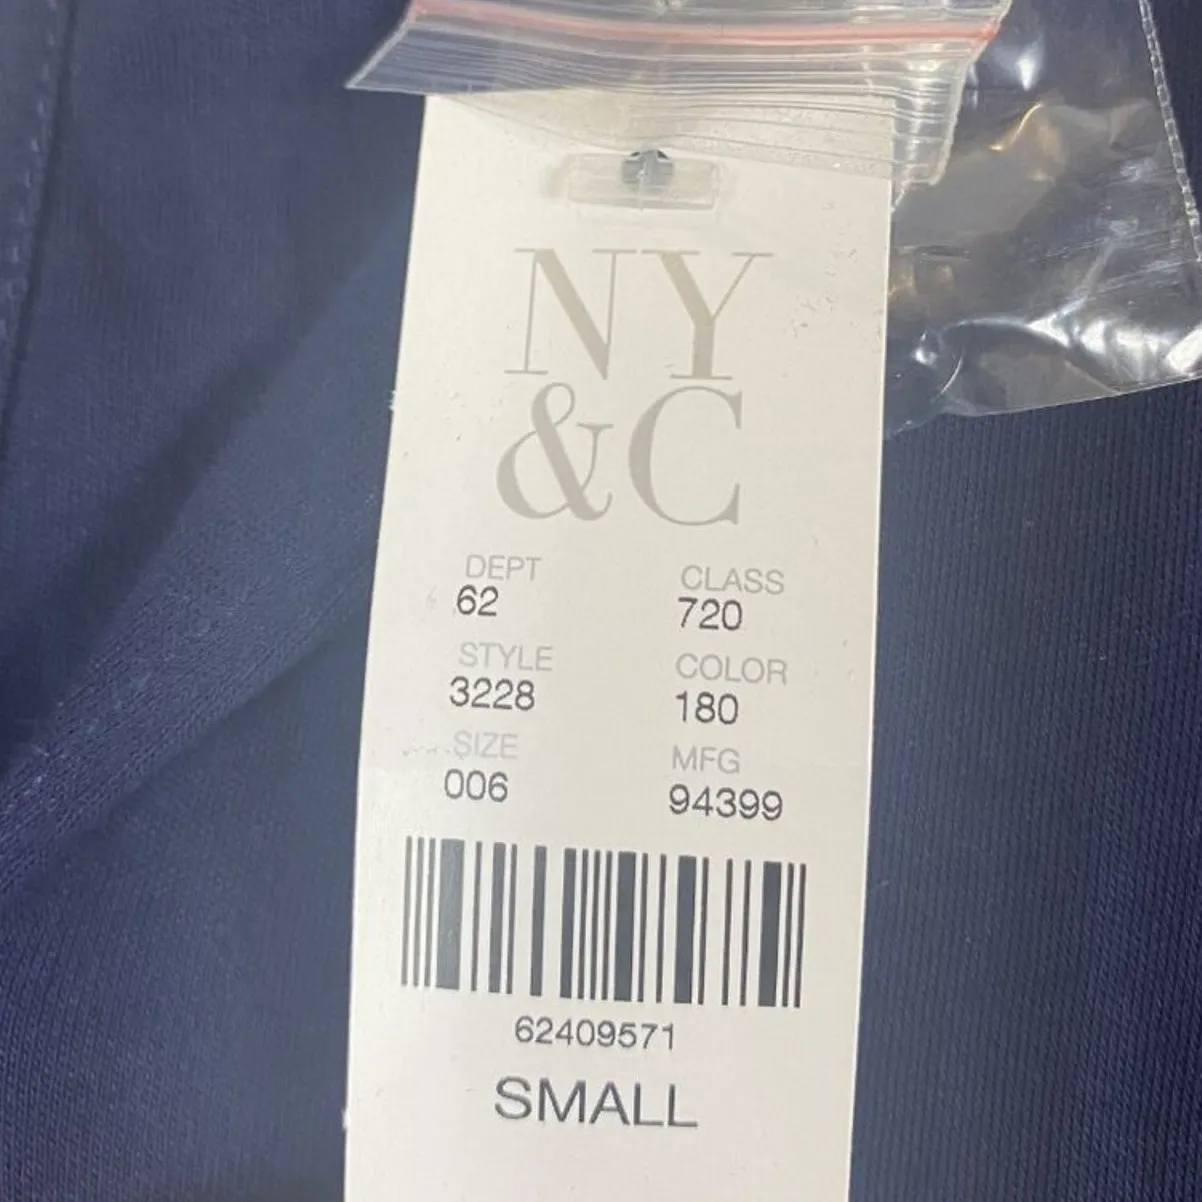 NY
&C
DEPT CLASS
62 720
STYLE COLOR
3228 180
SIZE MFG
006 94399
62409571
SMALL